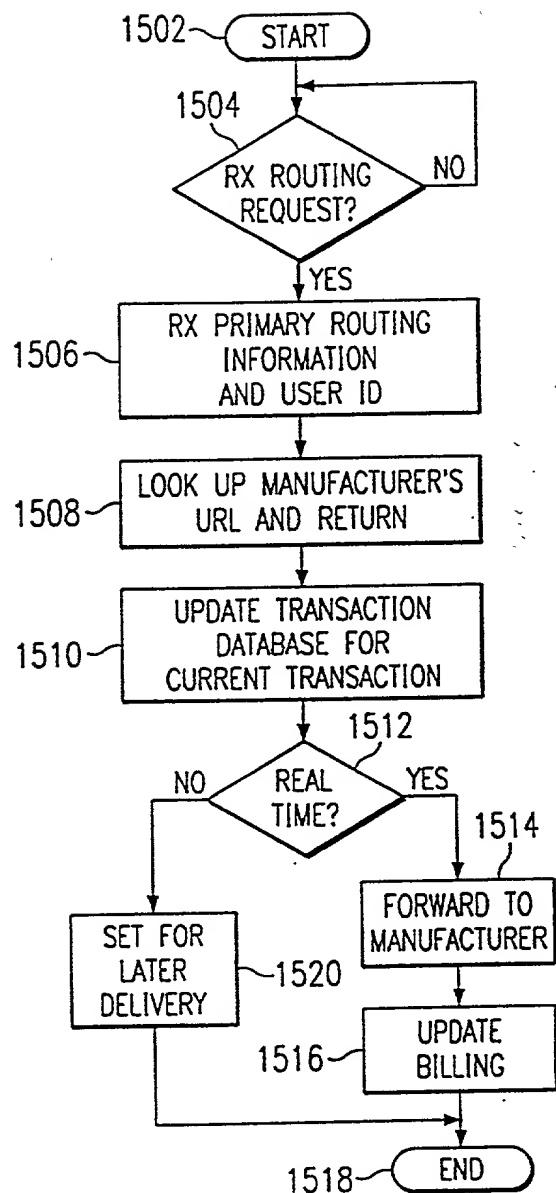 1502
START
1504
RX ROUTING
REQUEST?
NO
YES
1506
RX PRIMARY ROUTING
INFORMATION
AND USER ID
1508
LOOK UP MANUFACTURER'S
URL AND RETURN
1510
UPDATE TRANSACTION
DATABASE FOR
CURRENT TRANSACTION
1512
NO
REAL
TIME?
YES
1514
FORWARD TO
MANUFACTURER
SET FOR
LATER
DELIVERY
1520
1516
UPDATE
BILLING
1518
END